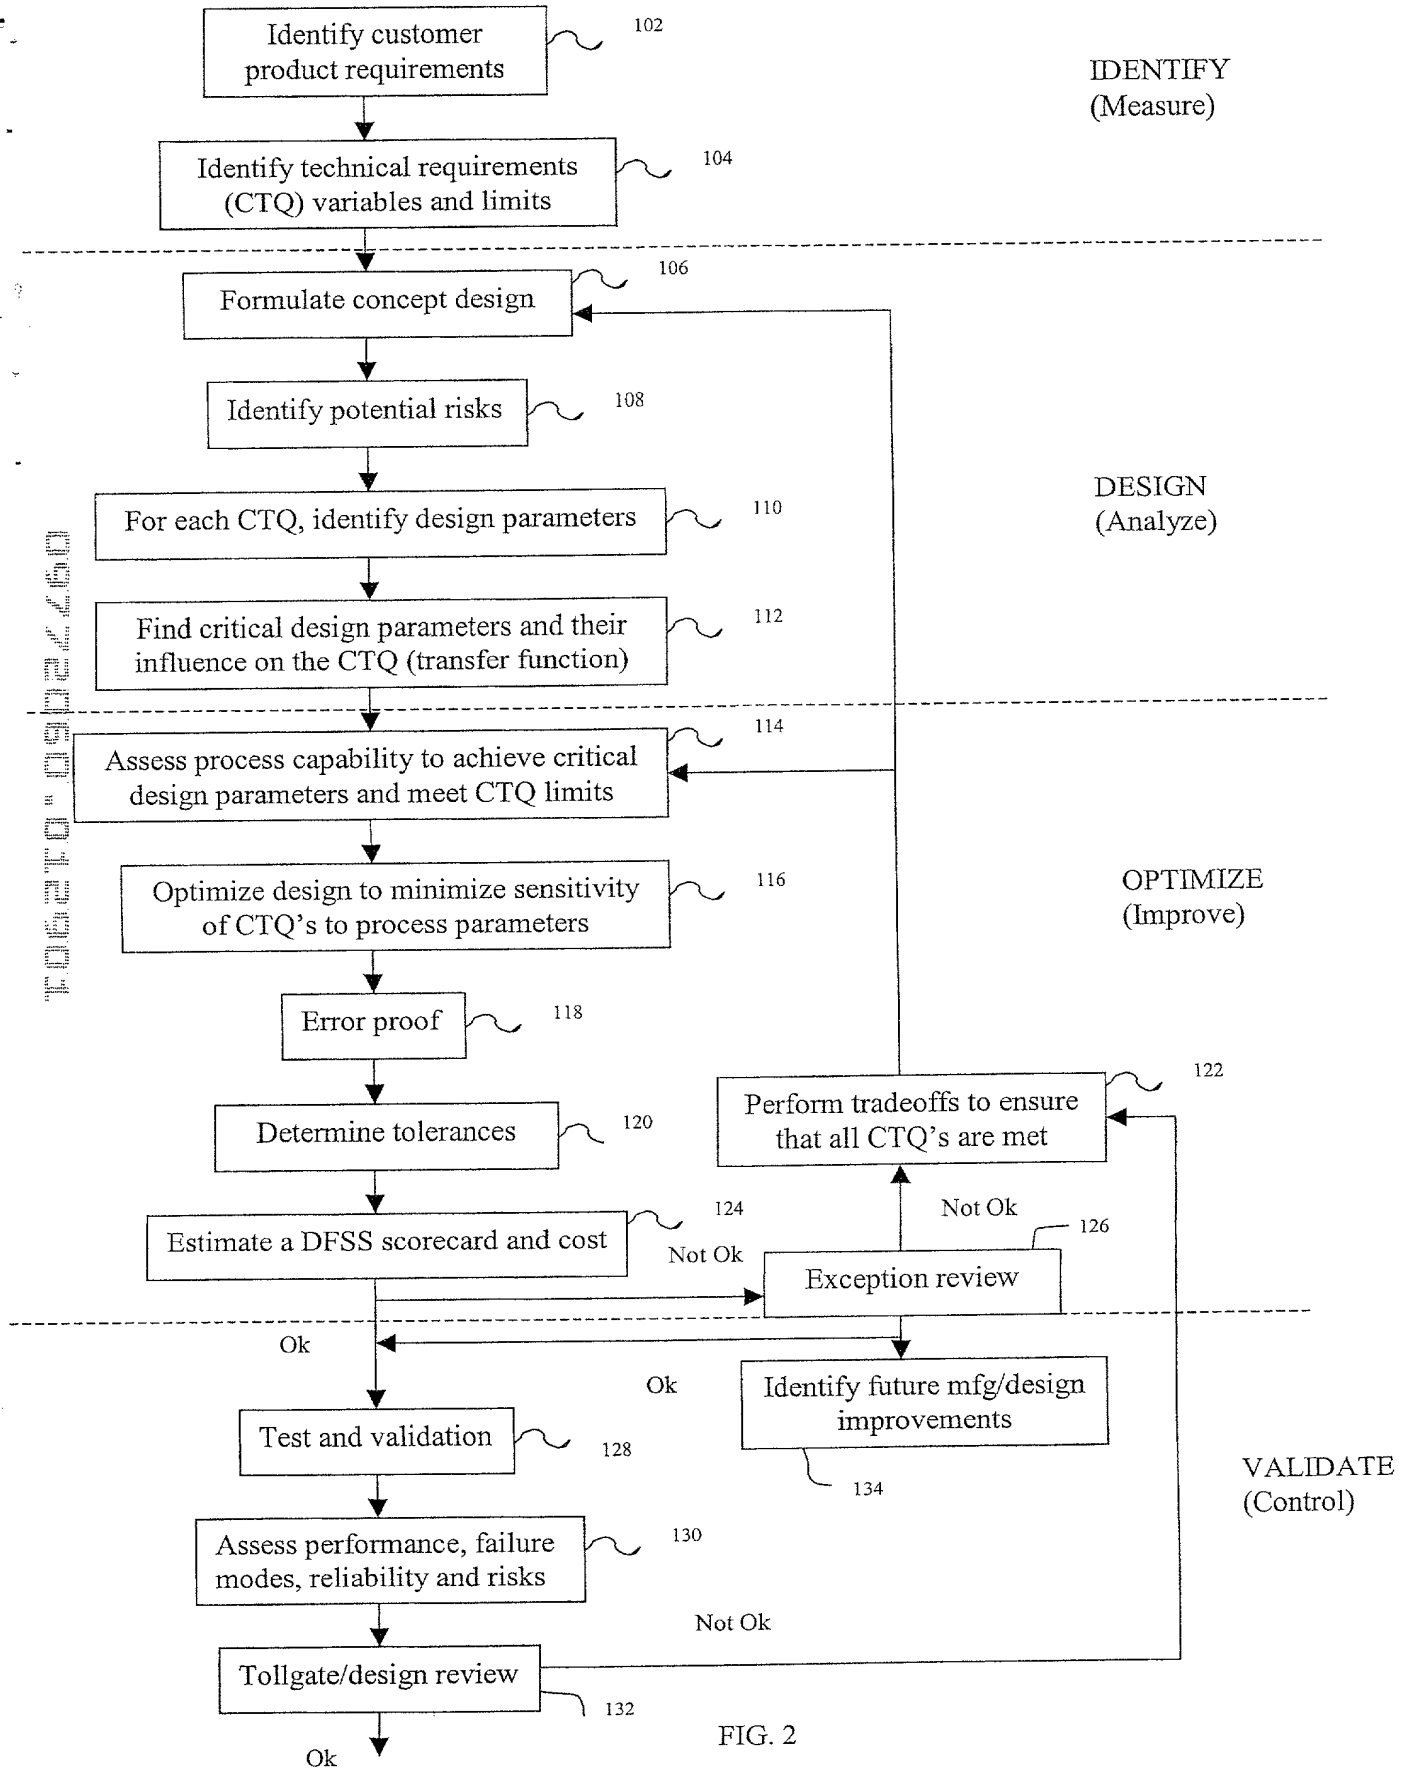 Identify customer
product requirements
102
IDENTIFY
(Measure)
Identify technical requirements
(CTQ) variables and limits
104
Formulate concept design
106
Identify potential risks
108
For each CTQ, identify design parameters
110
DESIGN
(Analyze)
Find critical design parameters and their
influence on the CTQ (transfer function)
112
Assess process capability to achieve critical
design parameters and meet CTQ limits
114
Optimize design to minimize sensitivity
of CTQ's to process parameters
116
OPTIMIZE
(Improve)
Error proof
118
Perform tradeoffs to ensure
that all CTQ's are met
122
Determine tolerances
120
Estimate a DFSS scorecard and cost
124
Not Ok
Not Ok
126
Exception review
Ok
Ok
Identify future mfg/design
improvements
134
Test and validation
128
VALIDATE
(Control)
Assess performance, failure
modes, reliability and risks
130
Not Ok
Tollgate/design review
132
Ok
FIG. 2